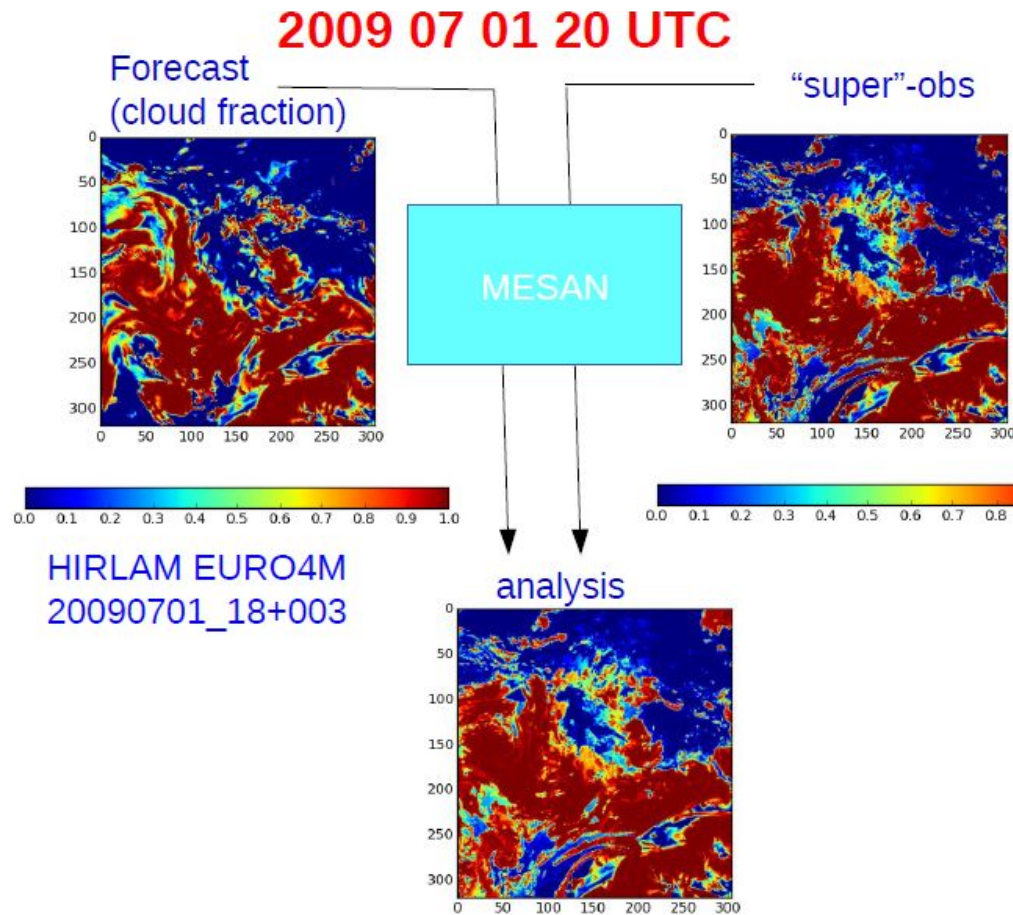 2009 07 01 20 UTC
Forecast
(cloud fraction)
“super”-obs
0
50
100
150
200
250
300
0 50 100 150 200 250 300
MESAN
0
50
100
150
200
250
300
0 50 100 150 200 250 300
0.0 0.1 0.2 0.3 0.4 0.5 0.6 0.7 0.8 0.9 1.0
0.0 0.1 0.2 0.3 0.4 0.5 0.6 0.7 0.8
HIRLAM EURO4M
20090701_18+003
analysis
0
50
100
150
200
250
300
0 50 100 150 200 250 300